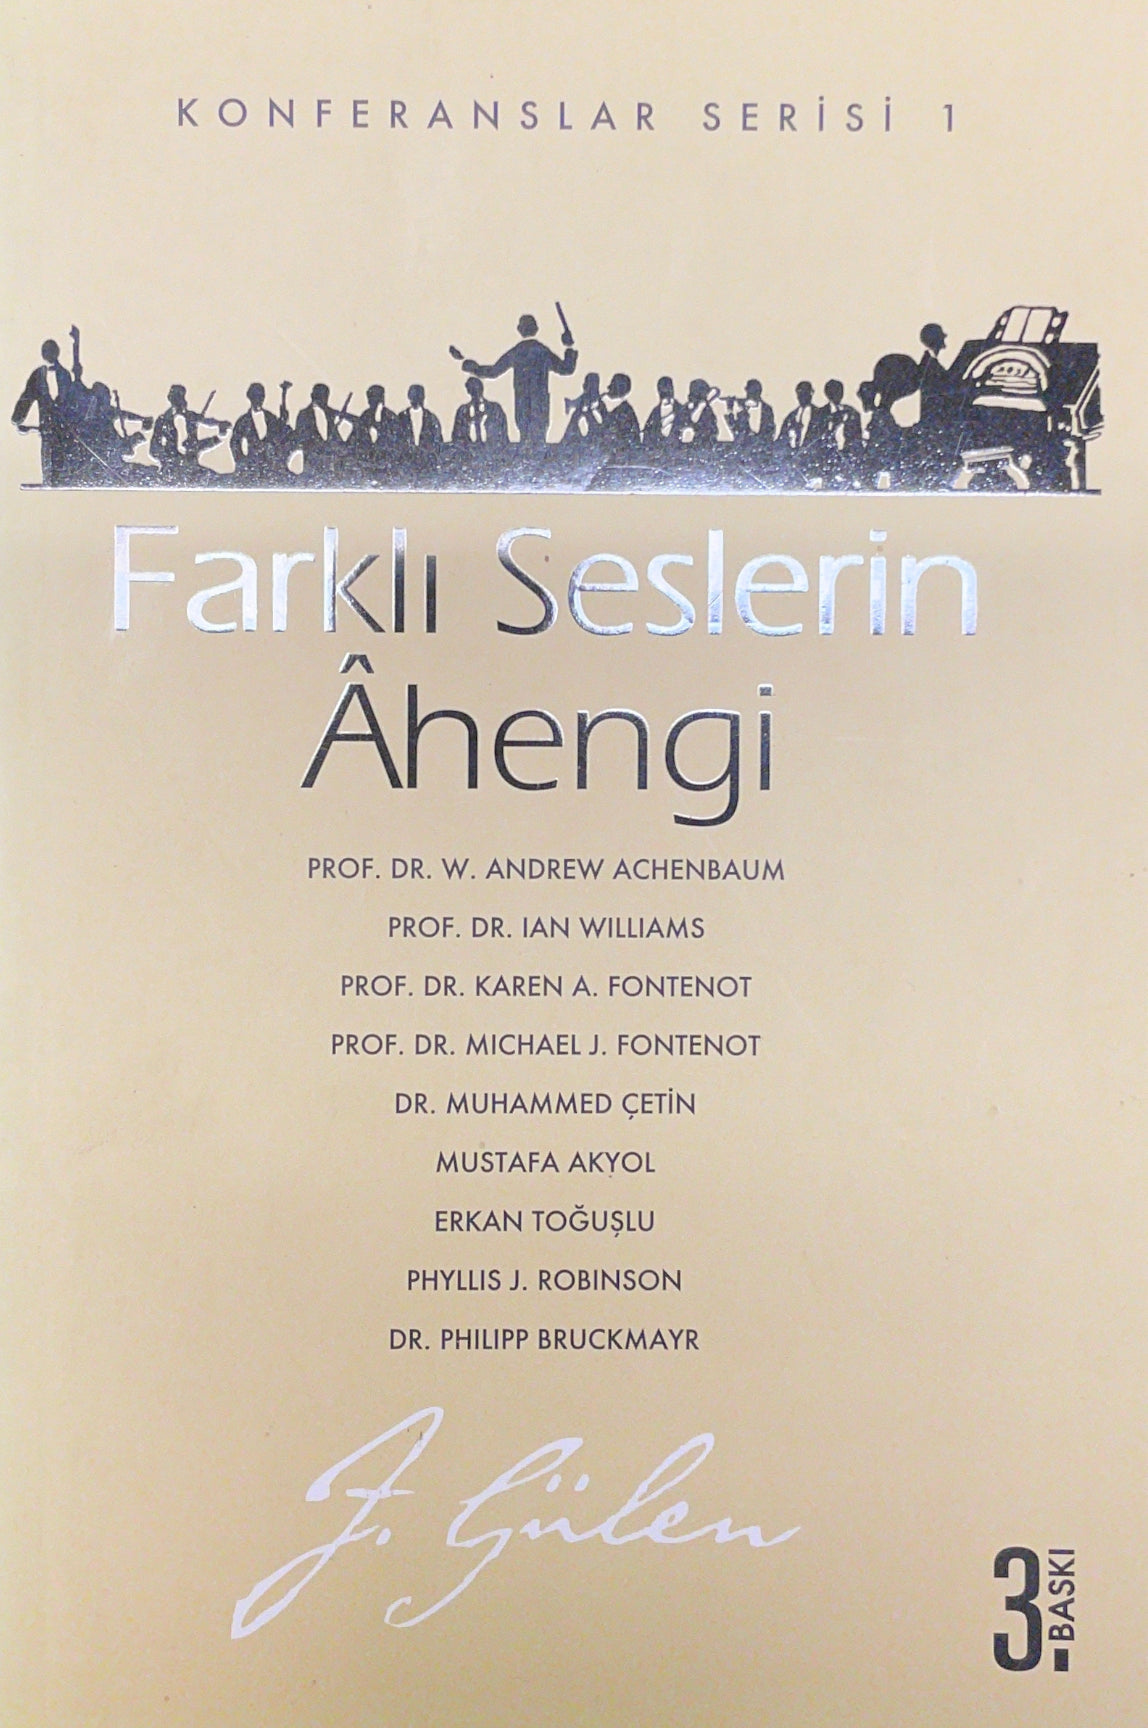 KONFERANSLAR SERİSİ 1
Farklı Seslerin
Âhengi
PROF. DR. W. ANDREW ACHENBAUM
PROF. DR. IAN WILLIAMS
PROF. DR. KAREN A. FONTENOT
PROF. DR. MICHAEL J. FONTENOT
DR. MUHAMMED ÇETİN
MUSTAFA AKYOL
ERKAN TOĞUŞLU
PHYLLIS J. ROBINSON
DR. PHILIPP BRUCKMAYR
F. Gülen
3. BASKI